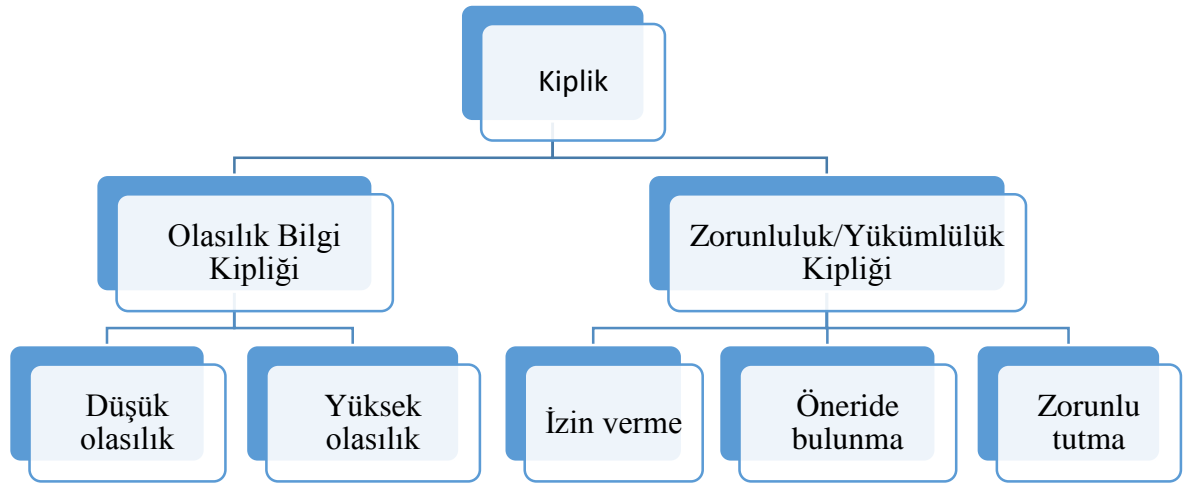 Kiplik
Olasılık Bilgi
Kipliği
Zorunluluk/Yükümlülük
Kipliği
Düşük
olasılık
Yüksek
olasılık
İzin verme
Öneride
bulunma
Zorunlu
tutma